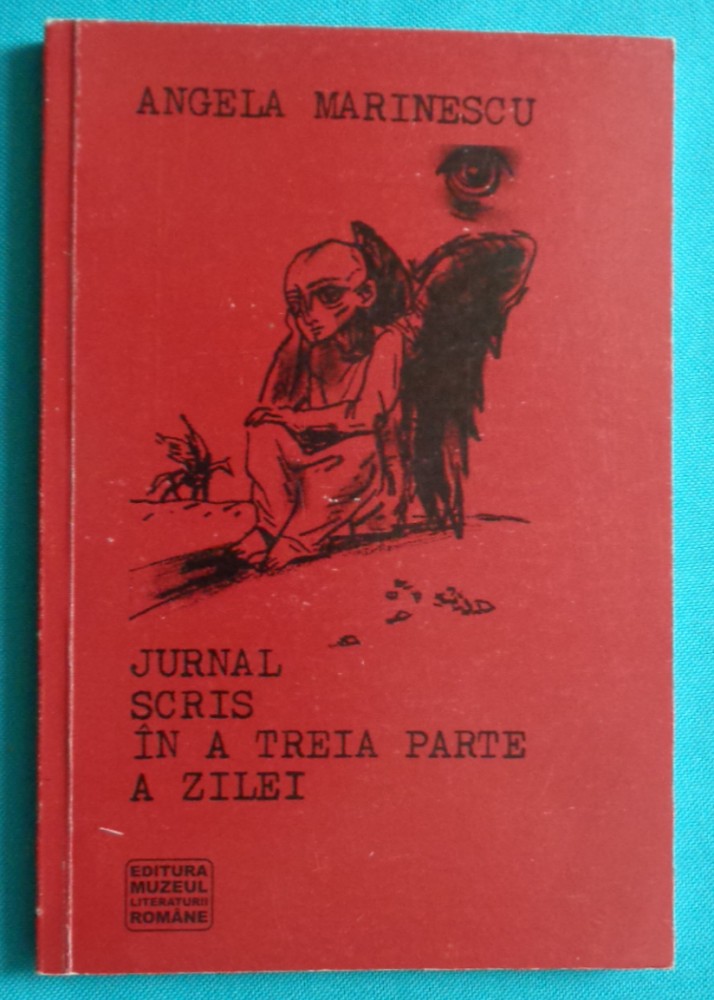 ANGELA MARINESCU
JURNAL
SCRIS
ÎN A TREIA PARTE
A ZILEI
EDITURA
MUZEUL
LITERATURII
ROMÂNE